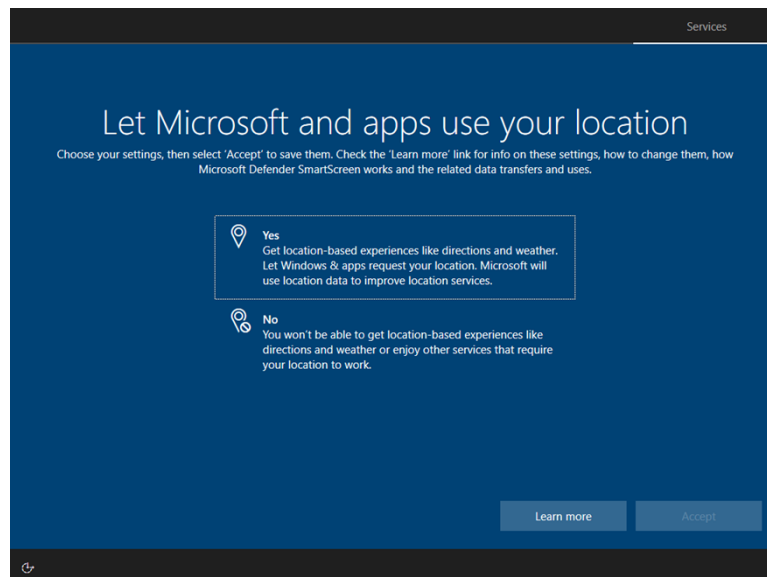 Services
Let Microsoft and apps use your location
Choose your settings, then select 'Accept' to save them. Check the 'Learn more' link for info on these settings, how to change them, how
Microsoft Defender SmartScreen works and the related data transfers and uses.
Yes
Get location-based experiences like directions and weather.
Let Windows & apps request your location. Microsoft will
use location data to improve location services.
No
You won't be able to get location-based experiences like
directions and weather or enjoy other services that require
your location to work.
Learn more
Accept